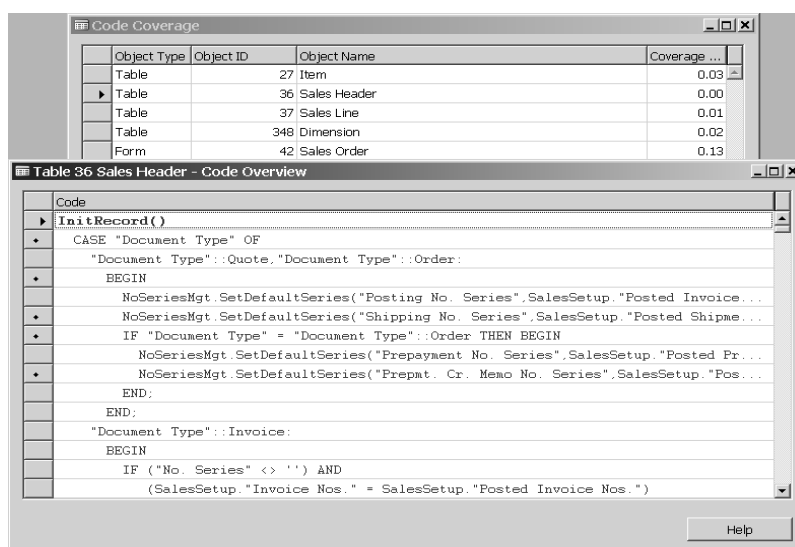 Code Coverage
Object Type Object ID Object Name Coverage ...
Table 27 Item 0.03
Table 36 Sales Header 0.00
Table 37 Sales Line 0.01
Table 348 Dimension 0.02
Form 42 Sales Order 0.13
Table 36 Sales Header - Code Overview
Code
InitRecord()
CASE "Document Type" OF
"Document Type"::Quote,"Document Type"::Order:
BEGIN
NoSeriesMgt.SetDefaultSeries("Posting No. Series",SalesSetup."Posted Invoice...
NoSeriesMgt.SetDefaultSeries("Shipping No. Series",SalesSetup."Posted Shipme...
IF "Document Type" = "Document Type"::Order THEN BEGIN
NoSeriesMgt.SetDefaultSeries("Prepayment No. Series",SalesSetup."Posted Pr...
NoSeriesMgt.SetDefaultSeries("Prepmt. Cr. Memo No. Series",SalesSetup."Pos...
END;
END;
"Document Type"::Invoice:
BEGIN
IF ("No. Series" <> '') AND
(SalesSetup."Invoice Nos." = SalesSetup."Posted Invoice Nos.")
Help